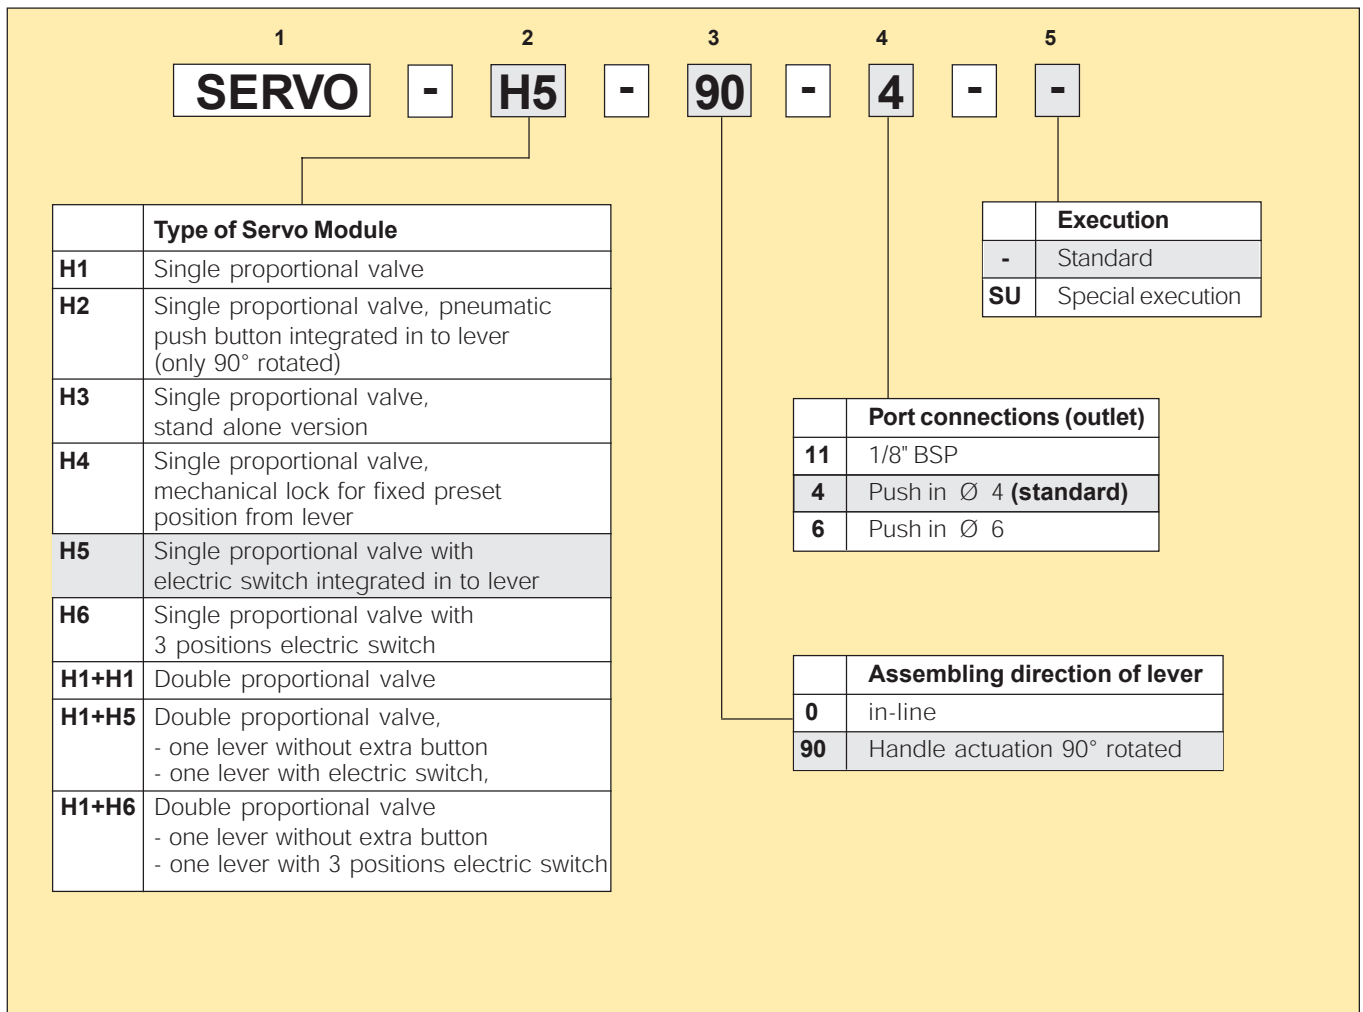 1 2 3 4 5
SERVO - H5 - 90 - 4 - -
Type of Servo Module
H1 Single proportional valve
H2 Single proportional valve, pneumatic
push button integrated in to lever
(only 90° rotated)
H3 Single proportional valve,
stand alone version
H4 Single proportional valve,
mechanical lock for fixed preset
position from lever
H5 Single proportional valve with
electric switch integrated in to lever
H6 Single proportional valve with
3 positions electric switch
H1+H1 Double proportional valve
H1+H5 Double proportional valve,
- one lever without extra button
- one lever with electric switch,
H1+H6 Double proportional valve
- one lever without extra button
- one lever with 3 positions electric switch
Execution
- Standard
SU Special execution
Port connections (outlet)
11 1/8" BSP
4 Push in Ø 4 (standard)
6 Push in Ø 6
Assembling direction of lever
0 in-line
90 Handle actuation 90° rotated